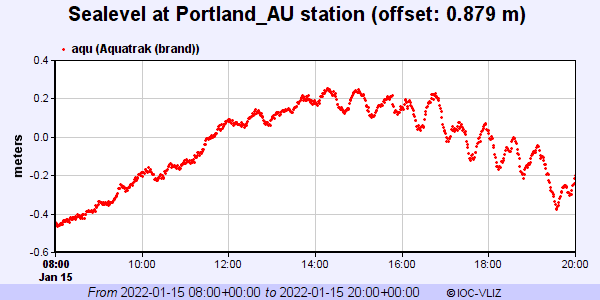 Sealevel at Portland_AU station (offset: 0.879 m)
aqu (Aquatrak (brand))
meters
0.4
0.2
0.0
-0.2
-0.4
-0.6
08:00 10:00 12:00 14:00 16:00 18:00 20:00
Jan 15
From 2022-01-15 08:00+00:00 to 2022-01-15 20:00+00:00 © IOC-VLIZ